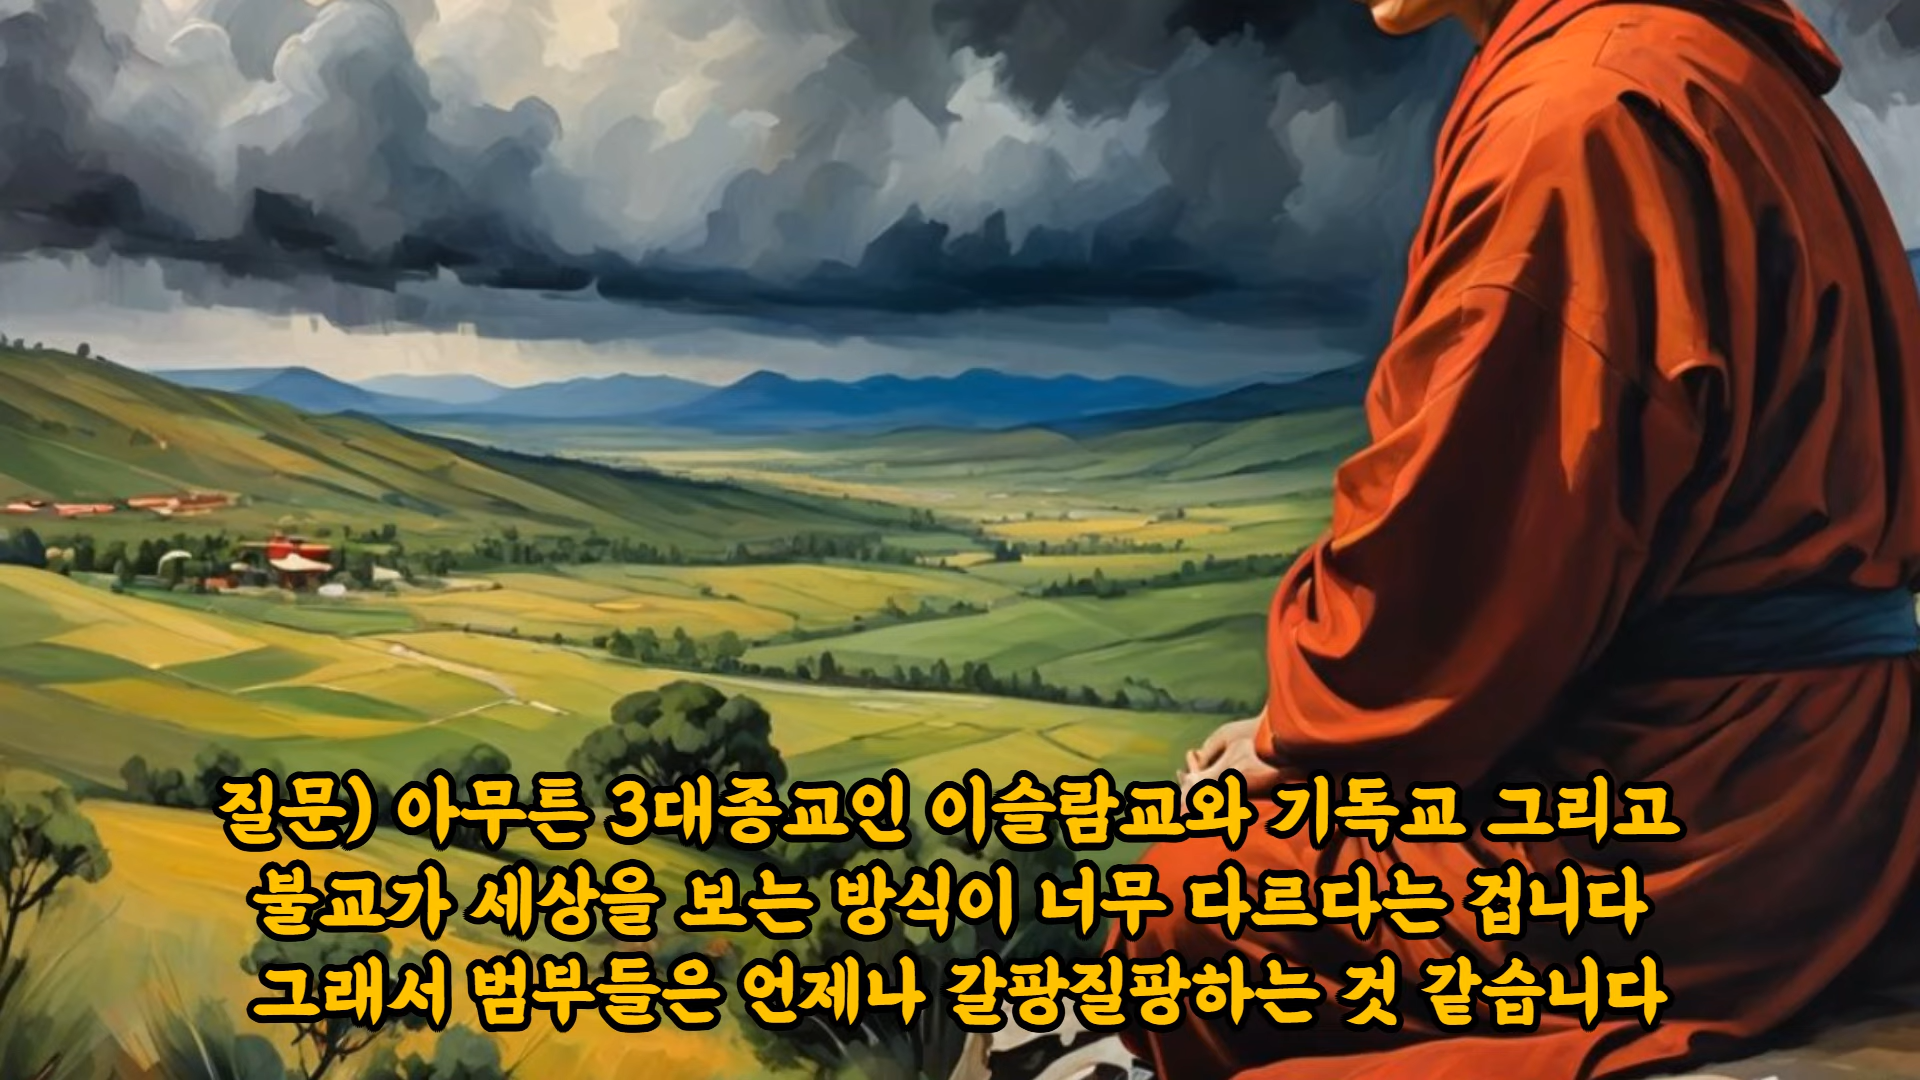 질문) 아무튼 3대종교인 이슬람교와 기독교 그리고
불교가 세상을 보는 방식이 너무 다르다는 겁니다
그래서 범부들은 언제나 갈팡질팡하는 것 같습니다